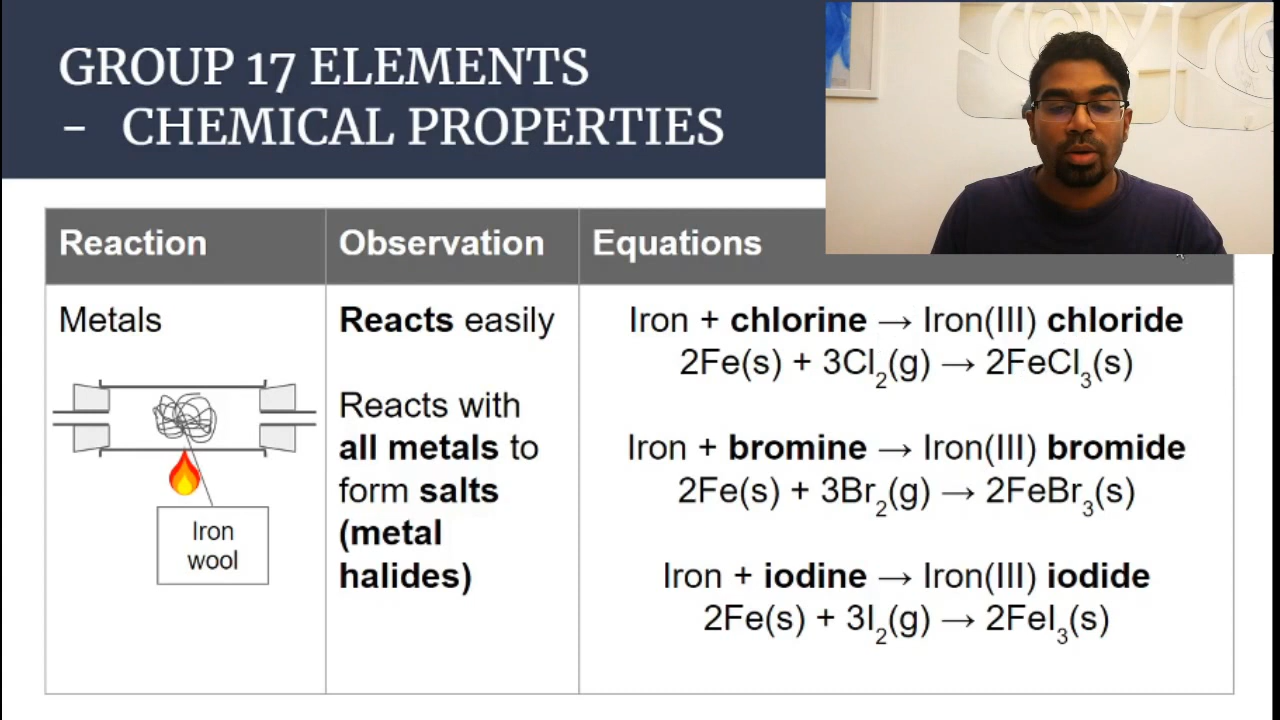 GROUP 17 ELEMENTS
- CHEMICAL PROPERTIES
Reaction
Observation
Equations
Metals
Iron
wool
Reacts easily
Reacts with
all metals to
form salts
(metal
halides)
Iron + chlorine → Iron(III) chloride
2Fe(s) + 3Cl₂(g) → 2FeCl₃(s)
Iron + bromine → Iron(III) bromide
2Fe(s) + 3Br₂(g) → 2FeBr₃(s)
Iron + iodine → Iron(III) iodide
2Fe(s) + 3I₂(g) → 2FeI₃(s)